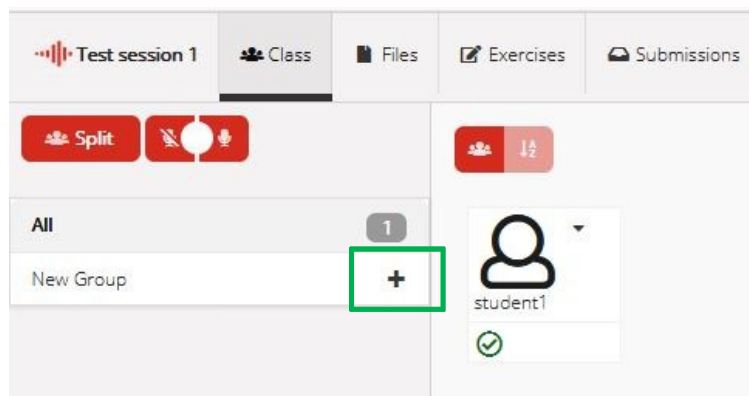 Test session 1 Class Files Exercises Submissions
Split
All 1
New Group +
student1